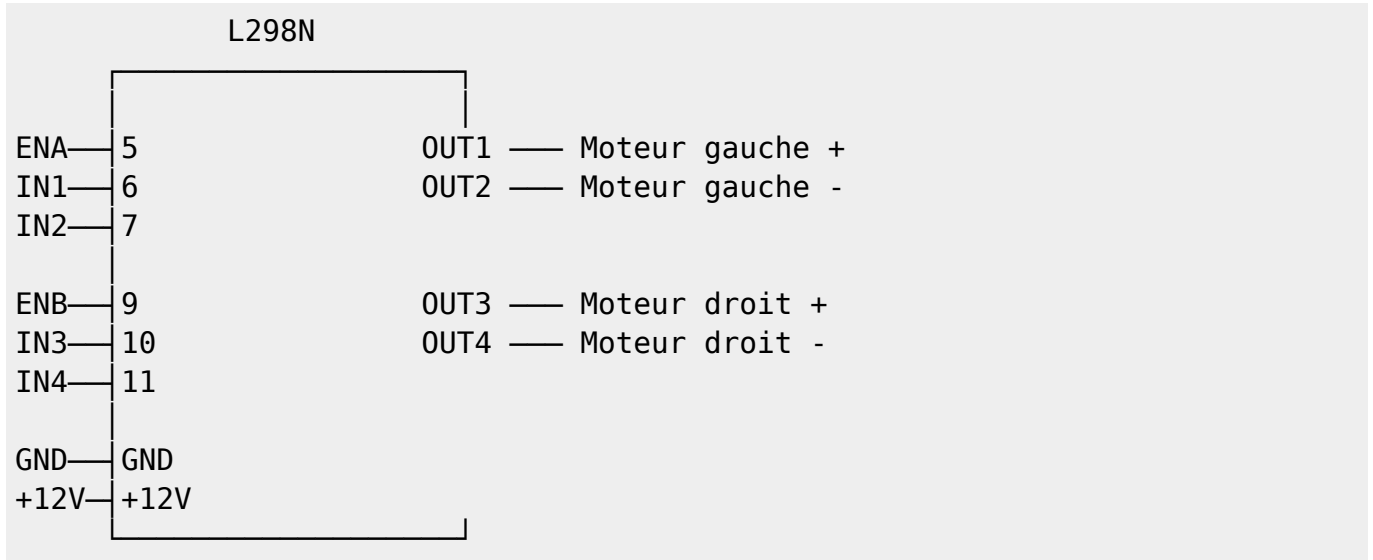 L298N
ENA 5 OUT1 ─── Moteur gauche +
IN1 6 OUT2 ─── Moteur gauche -
IN2 7
ENB 9 OUT3 ─── Moteur droit +
IN3 10 OUT4 ─── Moteur droit -
IN4 11
GND GND
+12V +12V